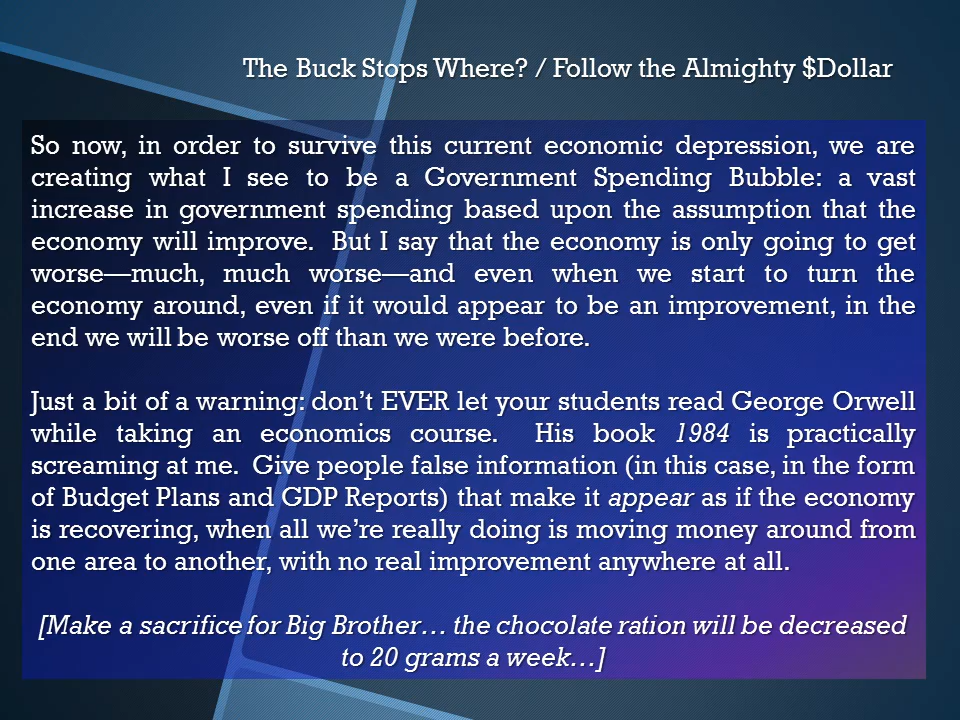 The Buck Stops Where? / Follow the Almighty $Dollar
So now, in order to survive this current economic depression, we are
creating what I see to be a Government Spending Bubble: a vast
increase in government spending based upon the assumption that the
economy will improve.  But I say that the economy is only going to get
worse—much, much worse—and even when we start to turn the
economy around, even if it would appear to be an improvement, in the
end we will be worse off than we were before.
Just a bit of a warning: don’t EVER let your students read George Orwell
while taking an economics course.  His book 1984 is practically
screaming at me.  Give people false information (in this case, in the form
of Budget Plans and GDP Reports) that make it appear as if the economy
is recovering, when all we’re really doing is moving money around from
one area to another, with no real improvement anywhere at all.
[Make a sacrifice for Big Brother… the chocolate ration will be decreased
to 20 grams a week…]